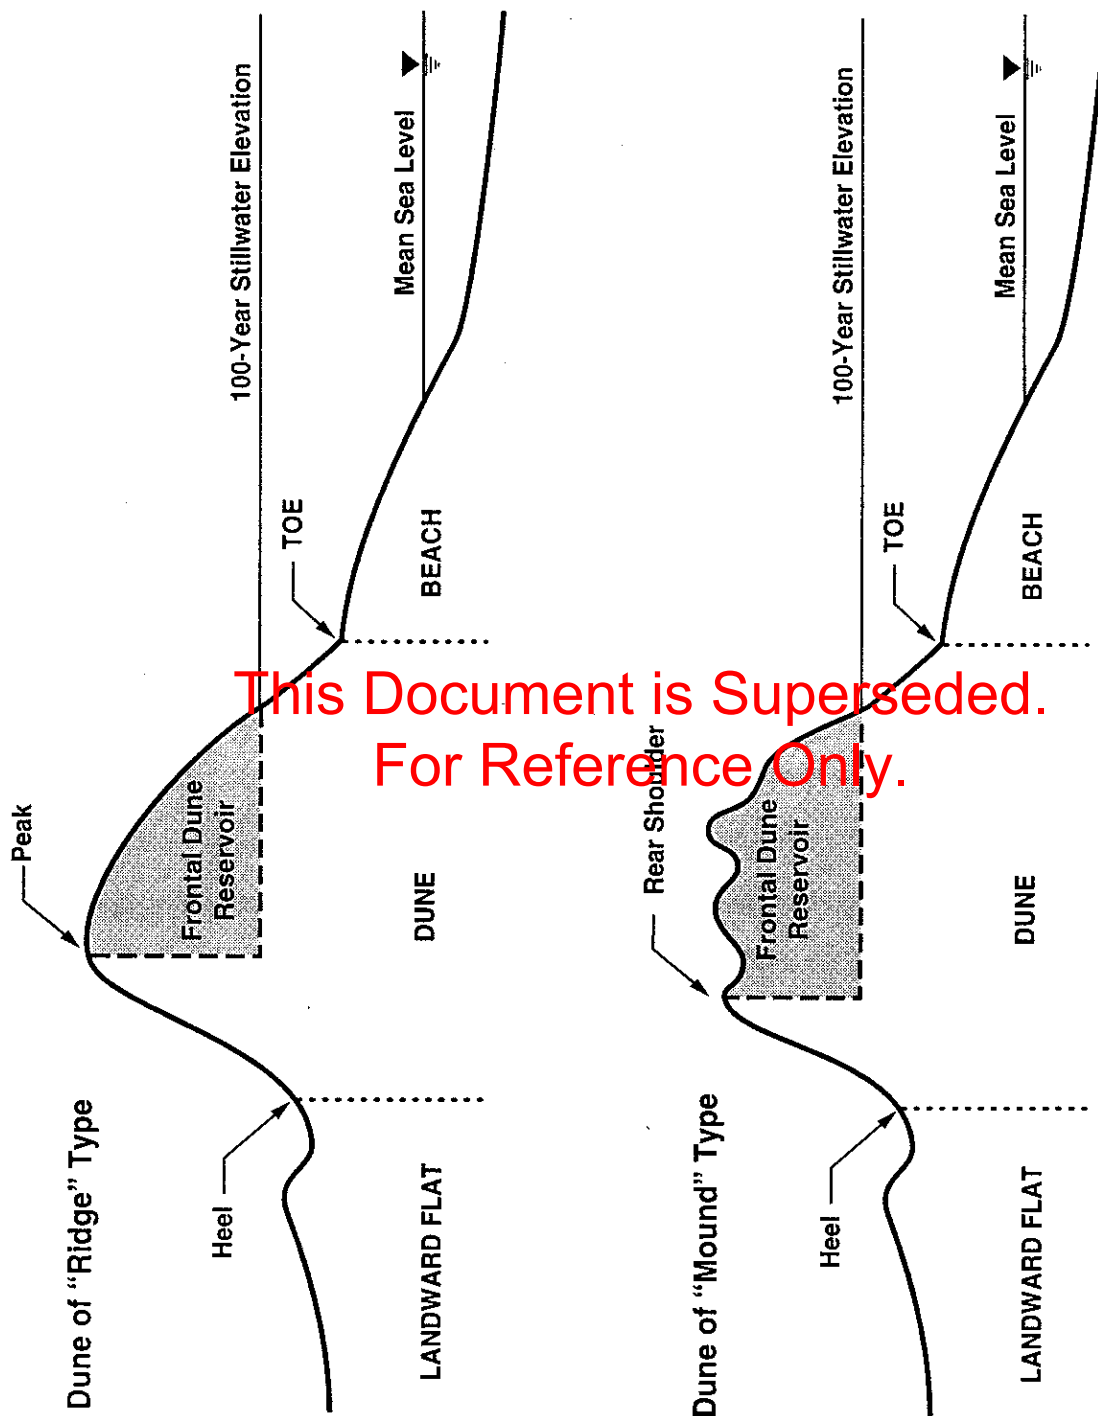 Dune of "Ridge" Type
Peak
Heel
Frontal Dune
Reservoir
TOE
100-Year Stillwater Elevation
Mean Sea Level
LANDWARD FLAT
DUNE
BEACH
This Document is Superseded.
For Reference Only.
Dune of "Mound" Type
Rear Shoulder
Heel
Frontal Dune
Reservoir
TOE
100-Year Stillwater Elevation
Mean Sea Level
LANDWARD FLAT
DUNE
BEACH